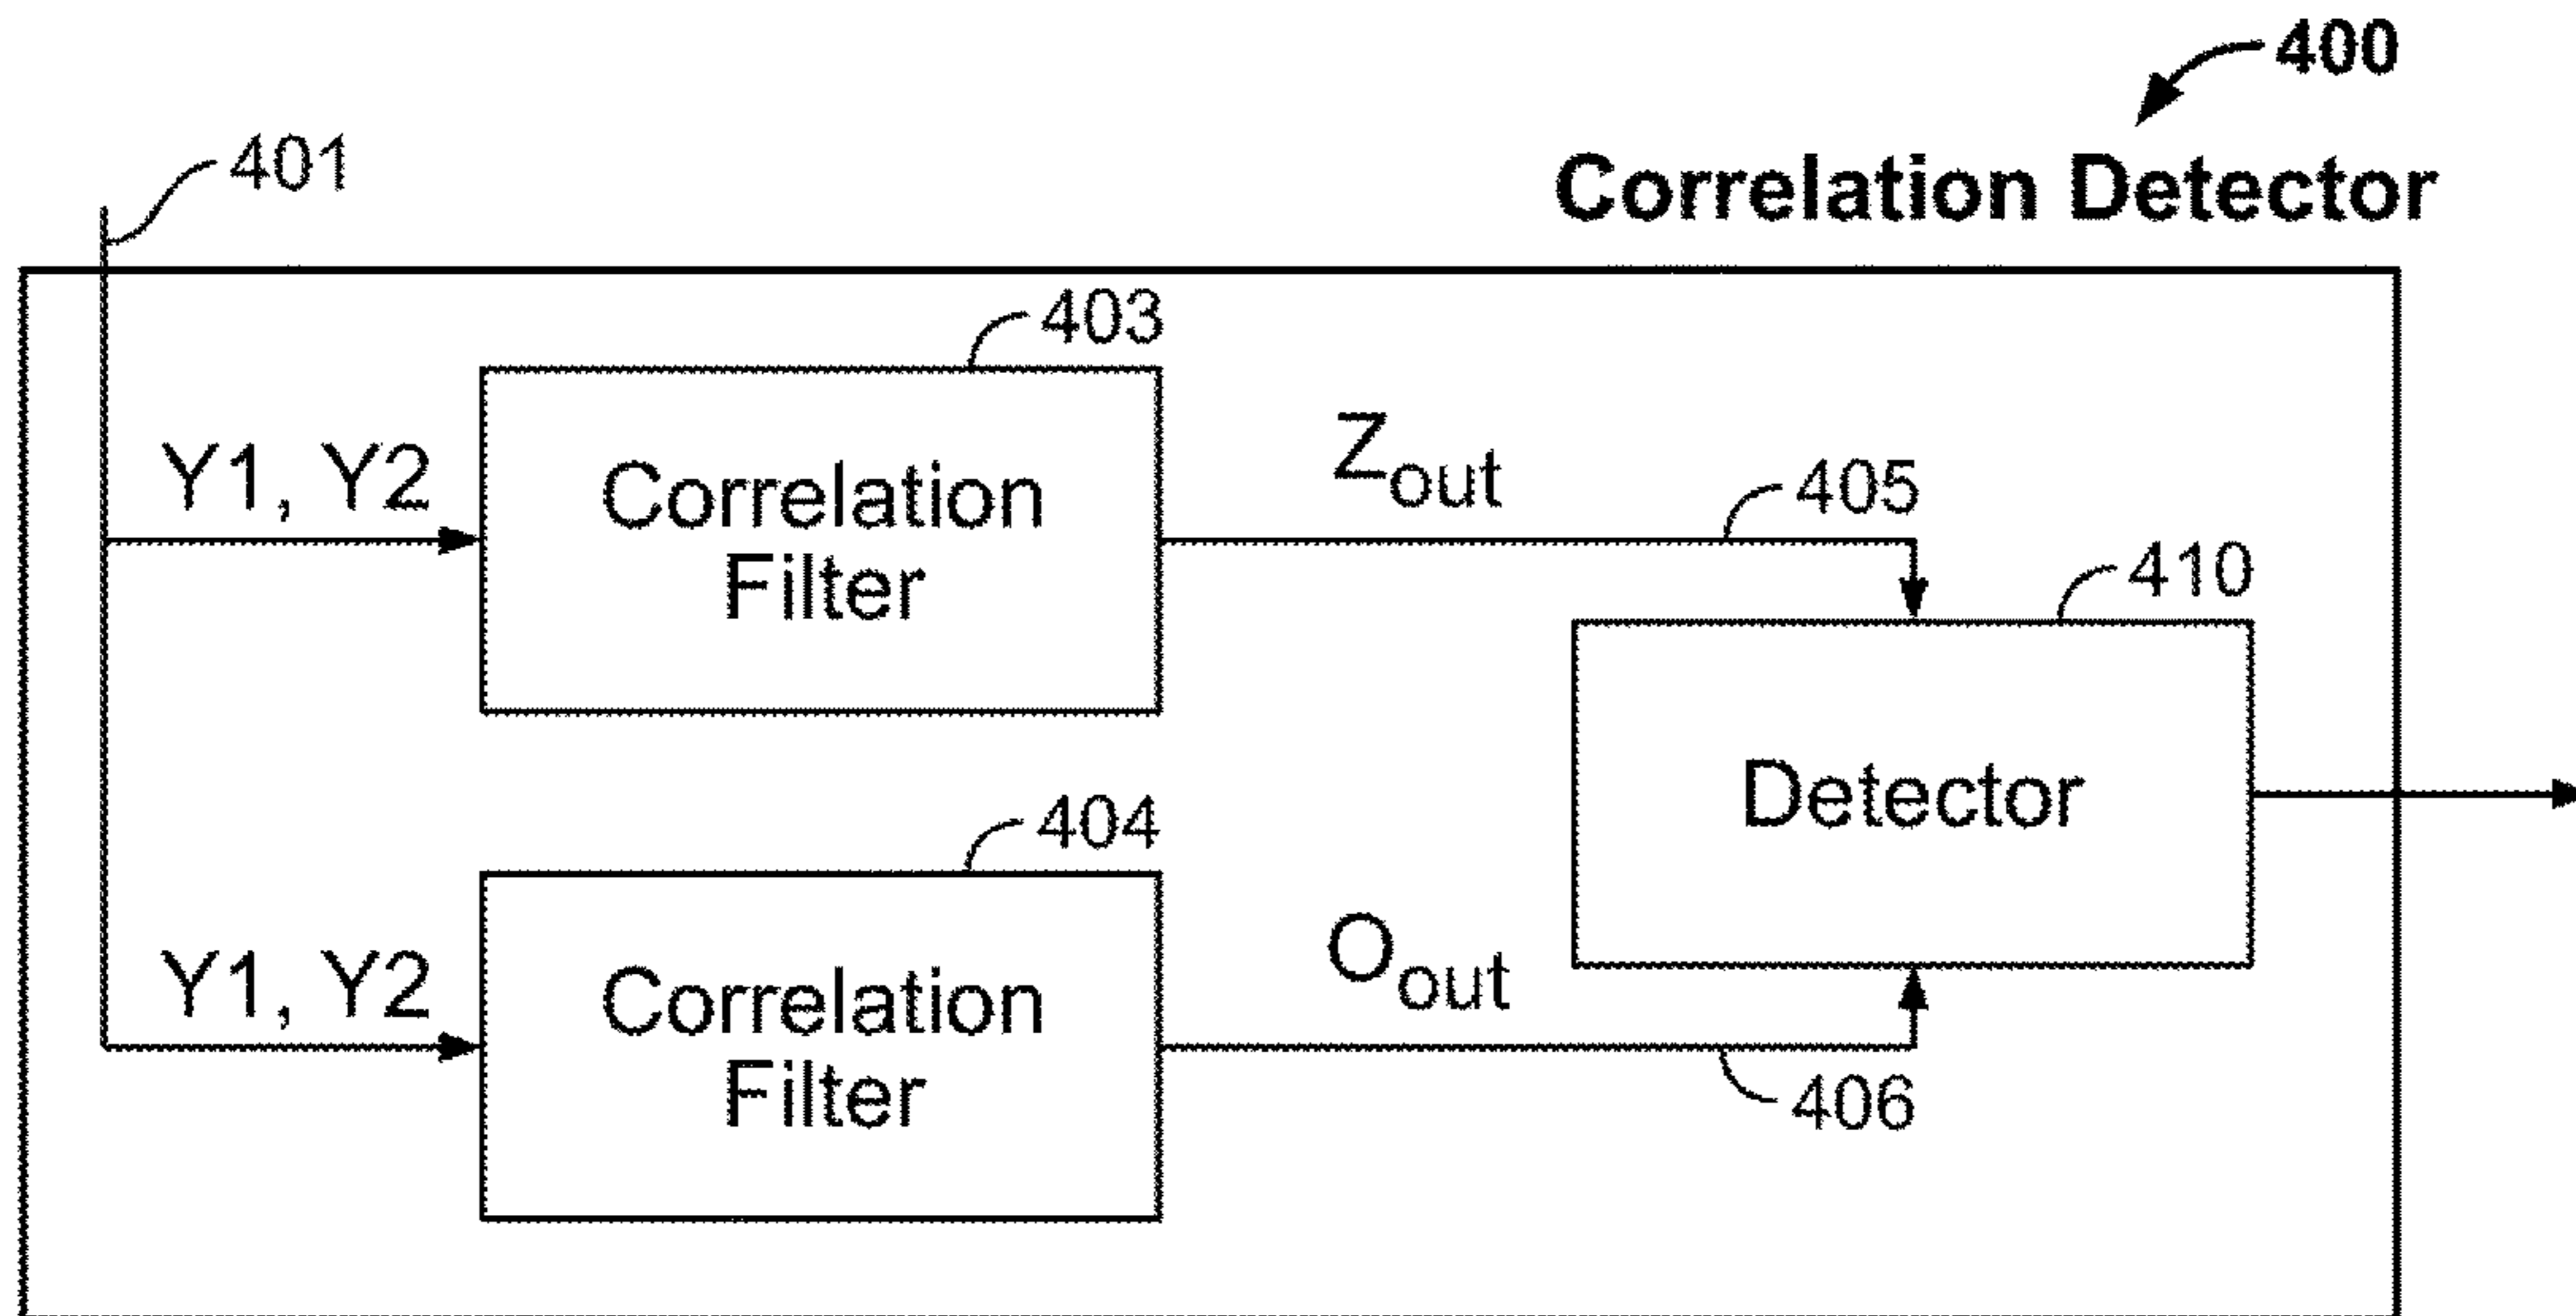 400
Correlation Detector
401
403
Y1, Y2
Correlation
Filter
Zout
405
410
Detector
404
Y1, Y2
Correlation
Filter
Oout
406